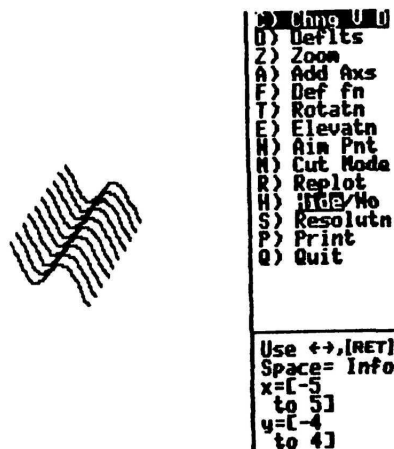 C) Chng V D
D) Deflts
Z) Zoom
A) Add Axs
F) Def fn
T) Rotatn
E) Elevatn
N) Aim Pnt
M) Cut Mode
R) Replot
H) Hide/No
S) Resolutn
P) Print
Q) Quit
Use ←→,[RET]
Space= Info
x=[-5
to 5]
y=[-4
to 4]